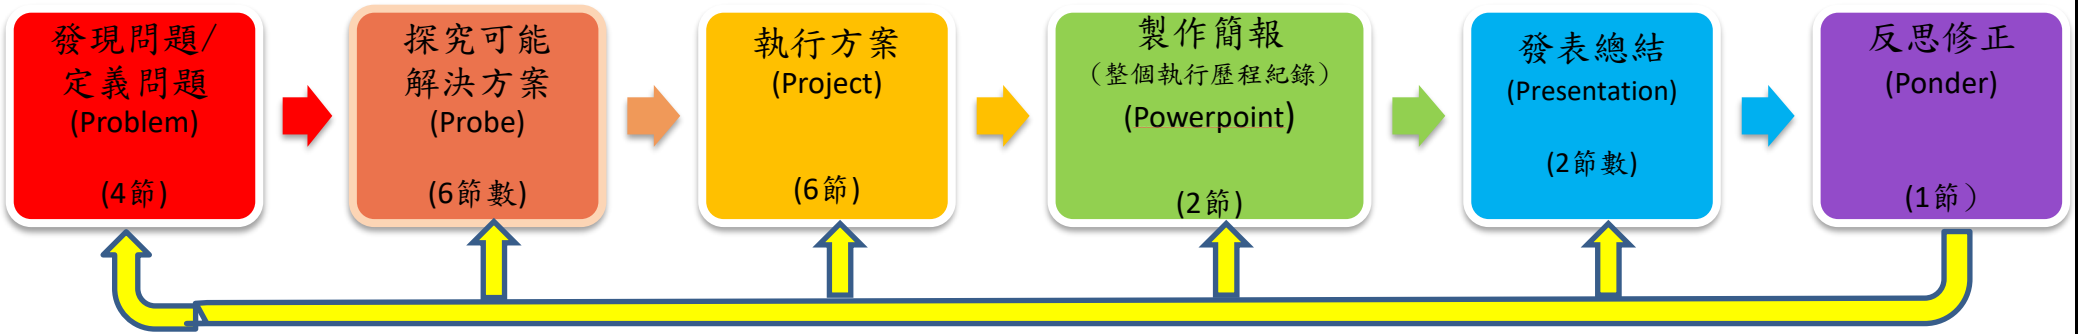 發現問題/
定義問題
(Problem)
(4節)
探究可能
解決方案
(Probe)
(6節數)
執行方案
(Project)
(6節)
製作簡報
（整個執行歷程紀錄）
(Powerpoint)
(2節)
發表總結
(Presentation)
(2節數)
反思修正
(Ponder)
(1節）